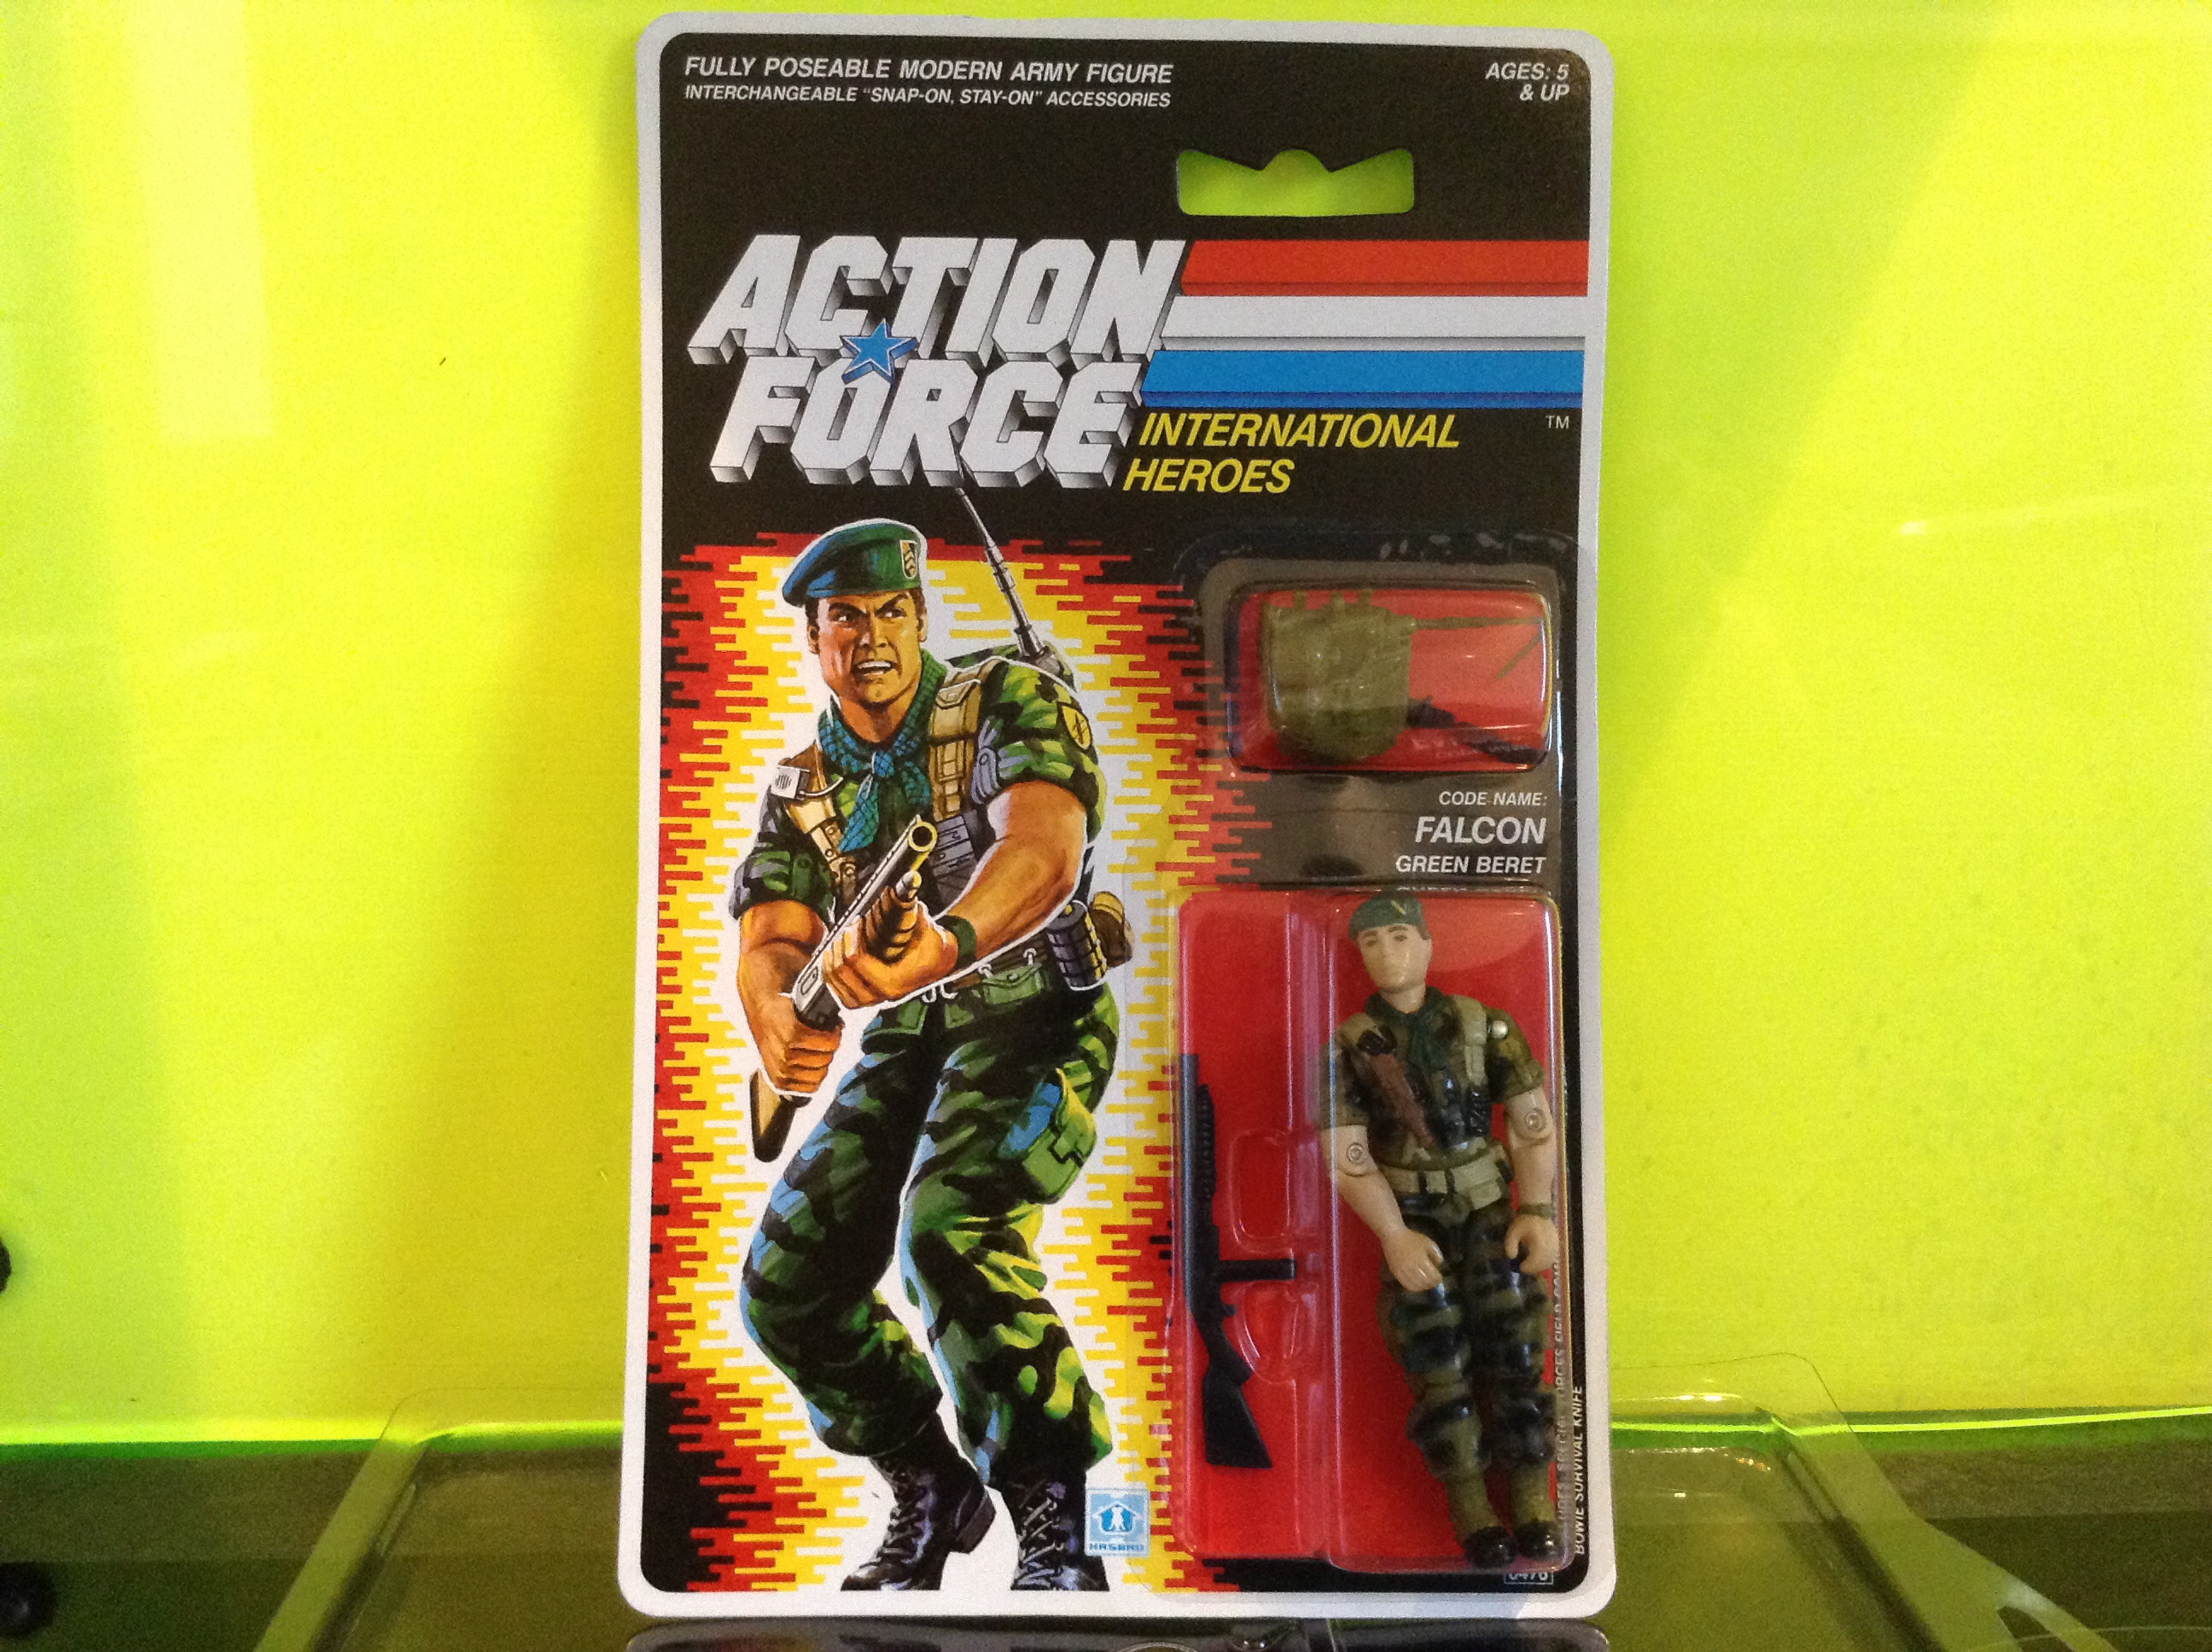 FULLY POSEABLE MODERN ARMY FIGURE
INTERCHANGEABLE "SNAP-ON, STAY-ON" ACCESSORIES
AGES: 5
& UP
ACTION
FORCE
INTERNATIONAL
HEROES
TM
CODE NAME:
FALCON
GREEN BERET
BOWIE SURVIVAL KNIFE
HASBRO